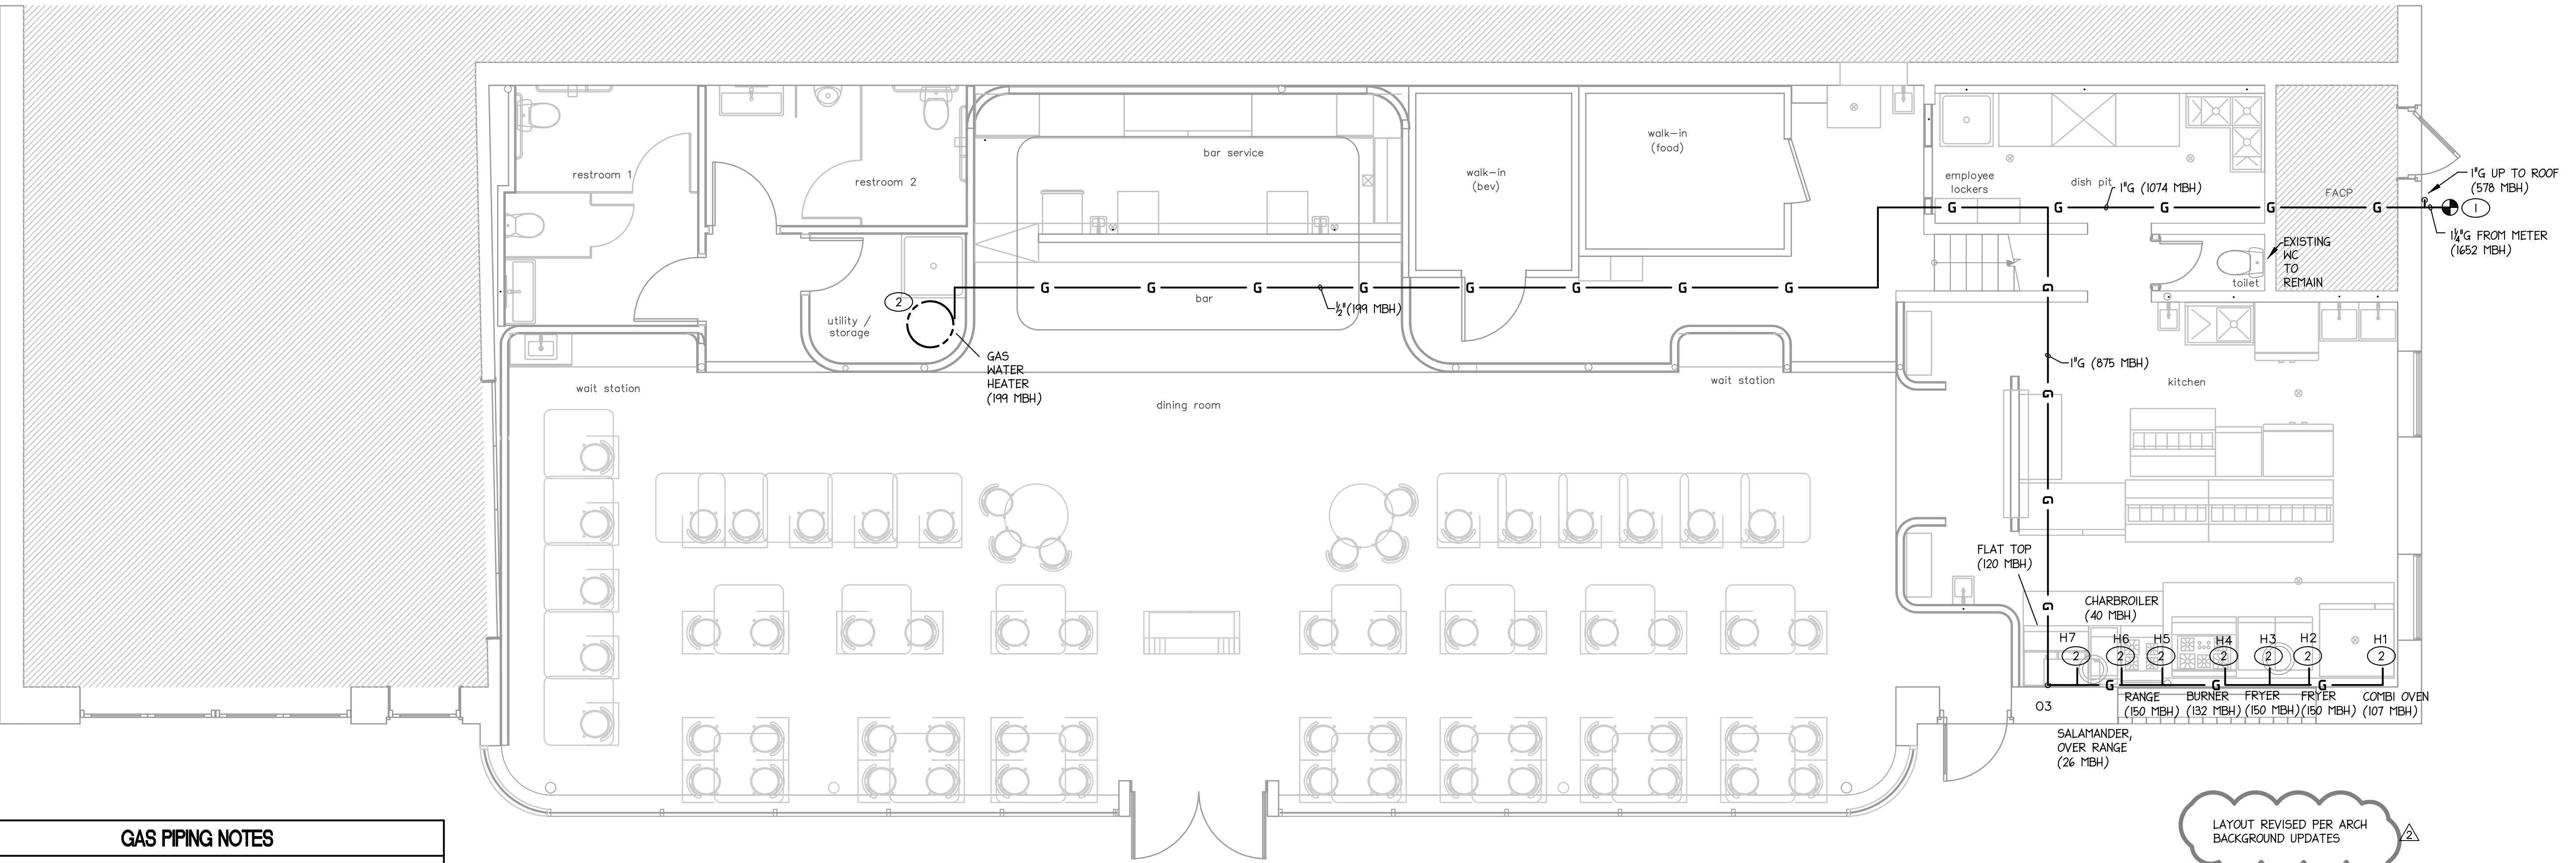 restroom 1
restroom 2
bar service
walk-in
(bev)
walk-in
(food)
employee
lockers
dish pit
1"G (1074 MBH)
FACP
1"G UP TO ROOF
(578 MBH)
1
1¼"G FROM METER
(1652 MBH)
EXISTING
WC
TO
REMAIN
toilet
G G G G G
G G G G G G G G
G
bar
½"(199 MBH)
2
utility /
storage
GAS
WATER
HEATER
(199 MBH)
1"G (875 MBH)
wait station
wait station
kitchen
dining room
G
G
FLAT TOP
(120 MBH)
G
CHARBROILER
(40 MBH)
H7 H6 H5 H4 H3 H2 H1
2 2 2 2 2 2 2
G G G
RANGE
(150 MBH)
BURNER
(132 MBH)
FRYER
(150 MBH)
FRYER
(150 MBH)
COMBI OVEN
(107 MBH)
03
SALAMANDER,
OVER RANGE
(26 MBH)
GAS PIPING NOTES
LAYOUT REVISED PER ARCH
BACKGROUND UPDATES
2